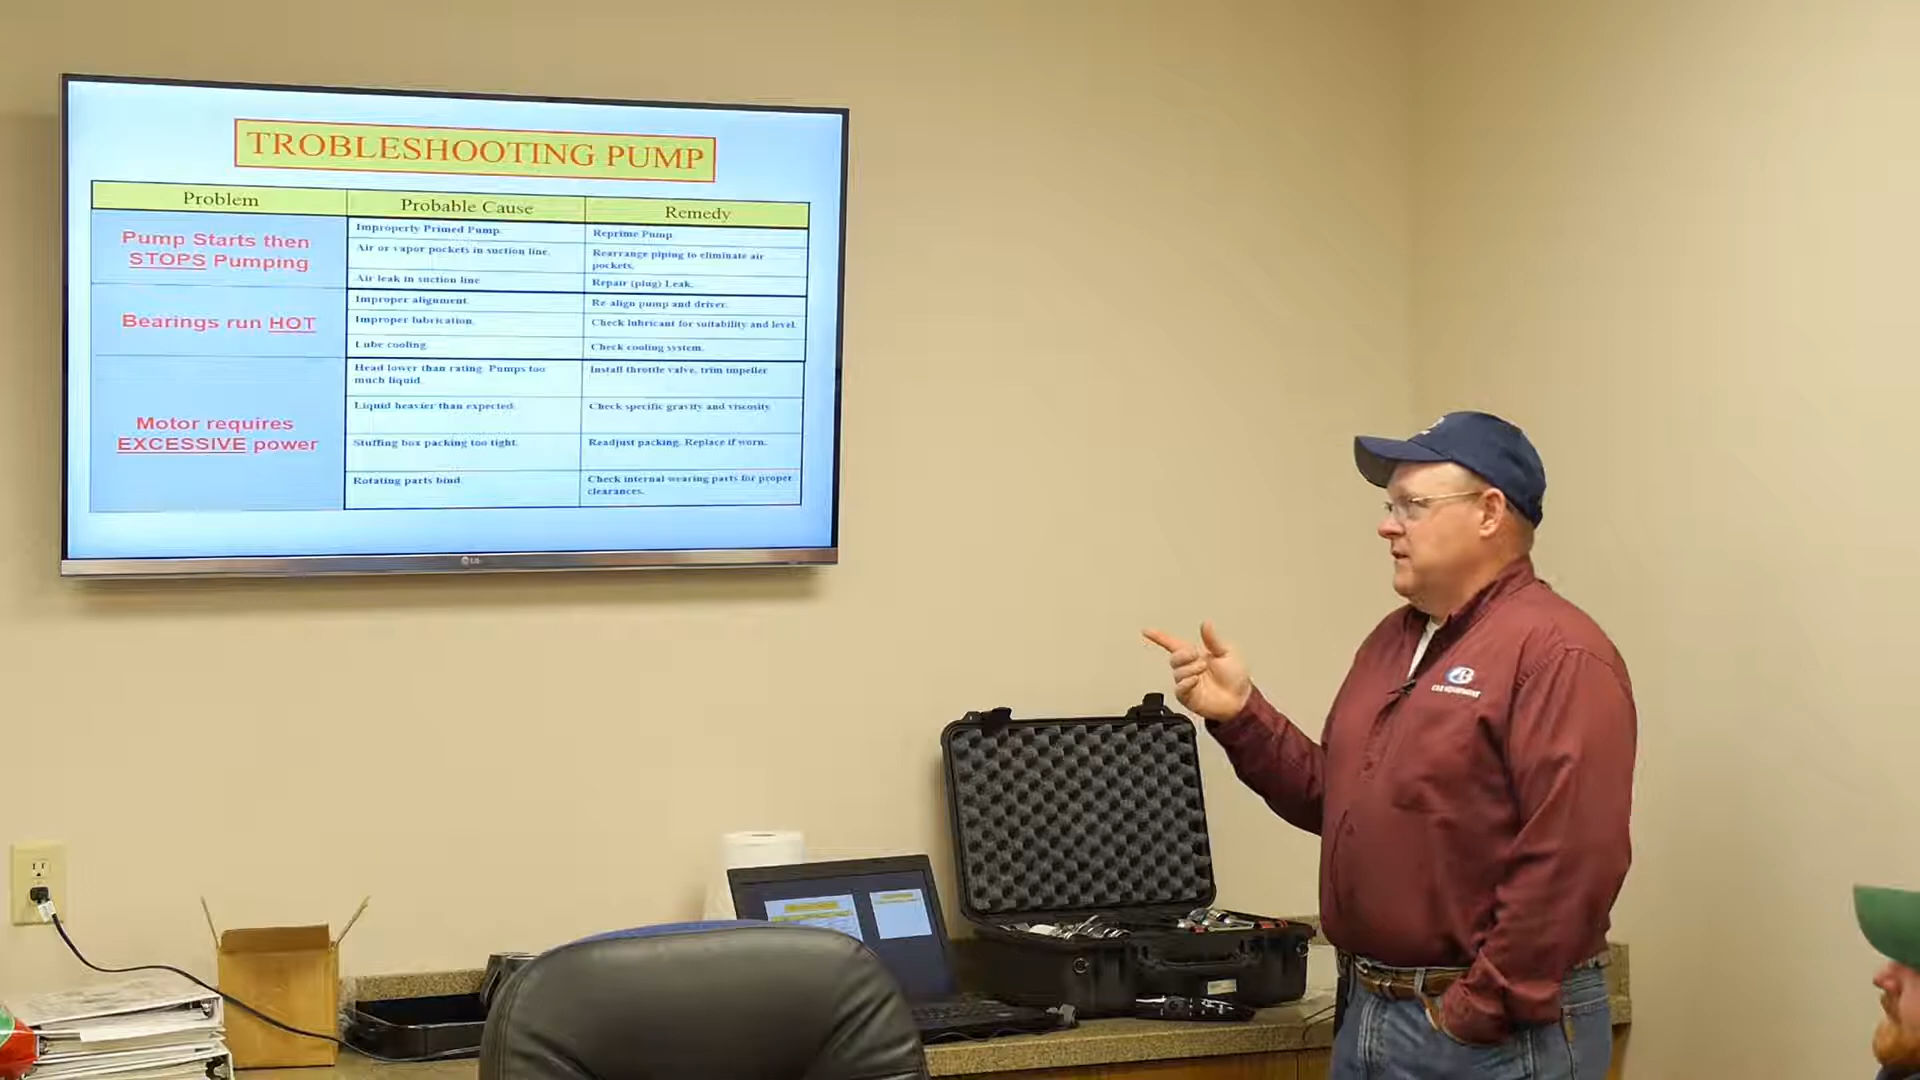 TROBLESHOOTING PUMP
Problem
Probable Cause
Remedy
Pump Starts then
STOPS Pumping
Improperly Primed Pump.
Reprime Pump
Air or vapor pockets in suction line.
Rearrange piping to eliminate air
pockets.
Air leak in suction line
Repair (plug) Leak.
Bearings run HOT
Improper alignment.
Re-align pump and driver.
Improper lubrication.
Check lubricant for suitability and level.
Lube cooling.
Check cooling system.
Motor requires
EXCESSIVE power
Head lower than rating. Pumps too
much liquid.
Install throttle valve, trim impeller
Liquid heavier than expected.
Check specific gravity and viscosity
Stuffing box packing too tight.
Readjust packing. Replace if worn.
Rotating parts bind.
Check internal wearing parts for proper
clearances.
LG